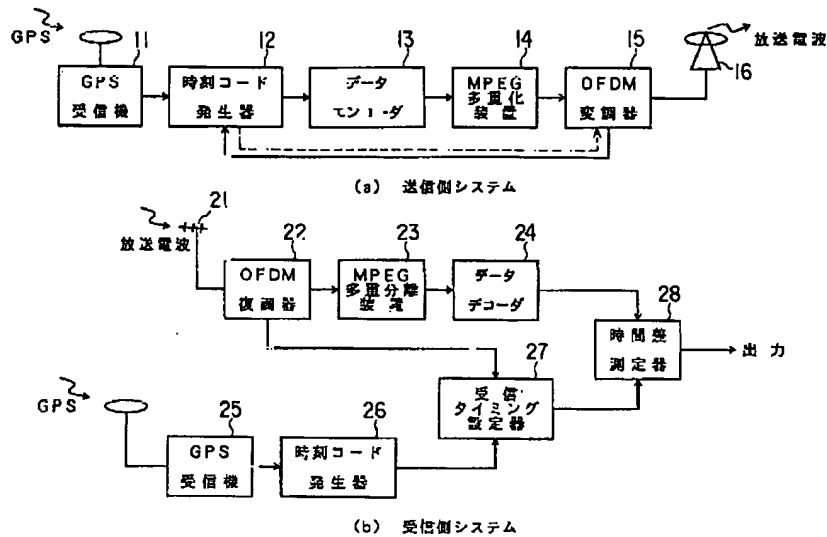 GPS
11
GPS
受信機
12
時刻コード
発生器
13
データ
エンコーダ
14
MPEG
多重化
装置
15
OFDM
変調器
16
放送電波
(a) 送信側システム
放送電波
21
22
OFDM
復調器
23
MPEG
多重分離
装置
24
データ
デコーダ
28
時間差
測定器
出力
27
受信
タイミング
設定器
GPS
25
GPS
受信機
26
時刻コード
発生器
(b) 受信側システム